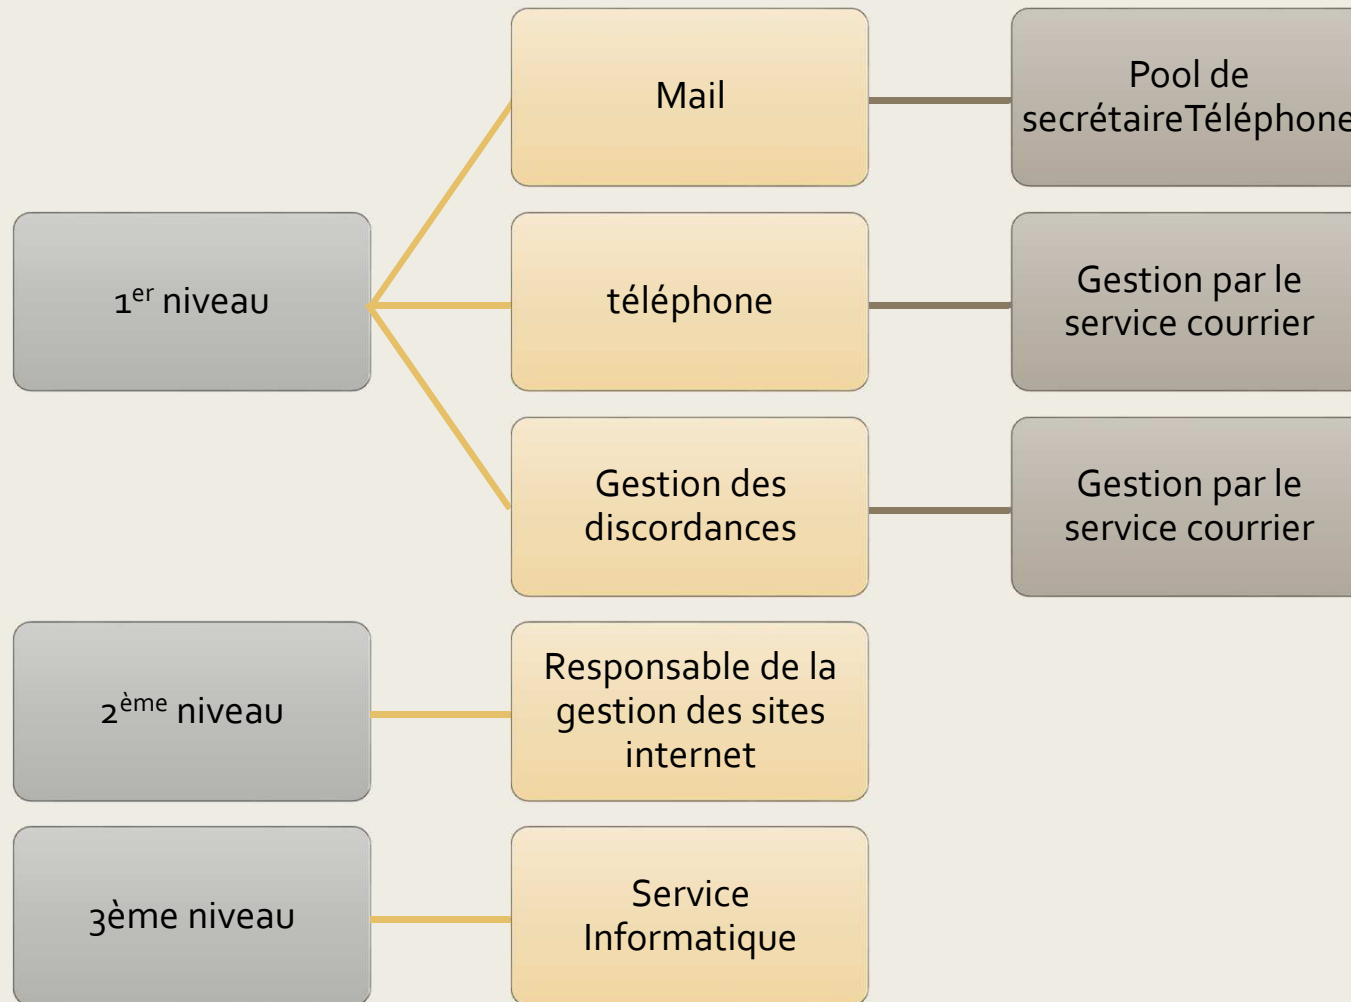 Mail
Pool de
secrétaireTéléphone
1er niveau
téléphone
Gestion par le
service courrier
Gestion des
discordances
Gestion par le
service courrier
2ème niveau
Responsable de la
gestion des sites
internet
3ème niveau
Service
Informatique